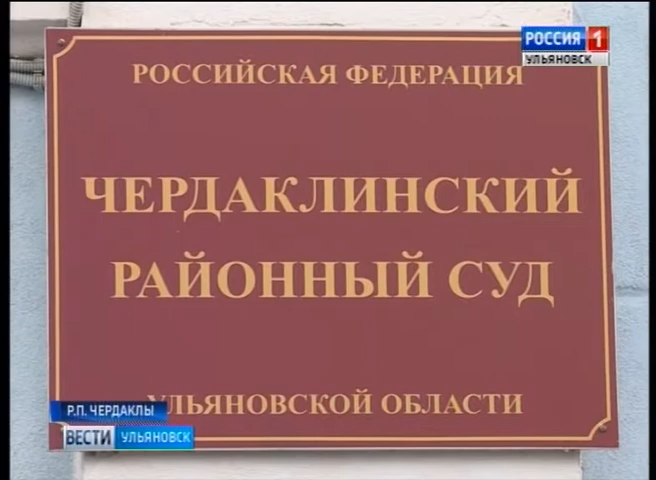 РОССИЯ 1
УЛЬЯНОВСК
РОССИЙСКАЯ ФЕДЕРАЦИЯ
ЧЕРДАКЛИНСКИЙ
РАЙОННЫЙ СУД
УЛЬЯНОВСКОЙ ОБЛАСТИ
Р.П. ЧЕРДАКЛЫ
ВЕСТИ УЛЬЯНОВСК